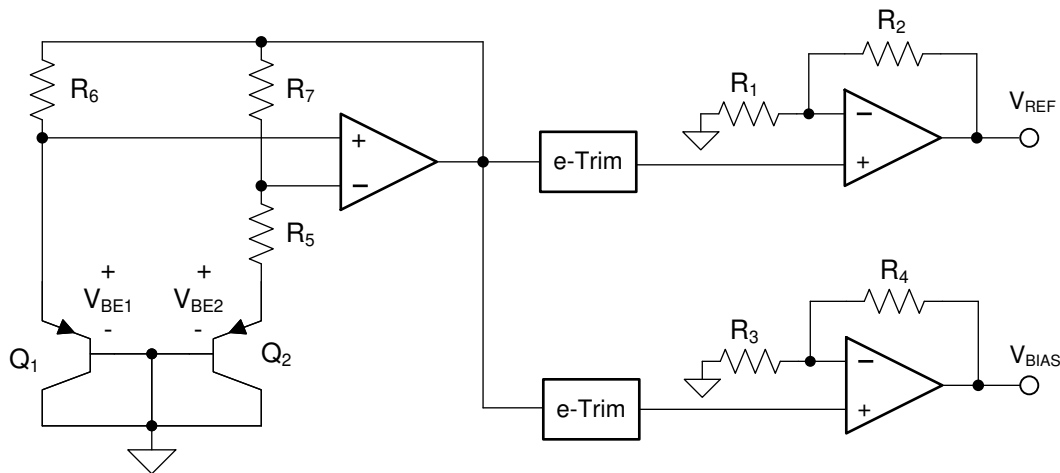 R2
R6
R7
R1
VREF
−
+
+
−
e-Trim
R5
+
VBE1
-
+
VBE2
-
R4
R3
VBIAS
Q1
Q2
−
+
e-Trim